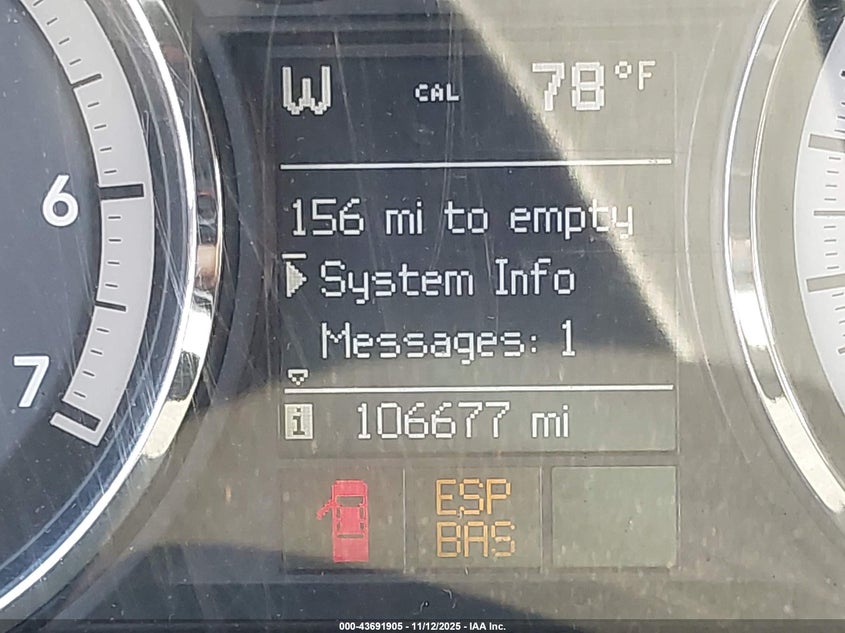 W CAL 78°F
156 mi to empty
System Info
Messages: 1
i 106677 mi
ESP
BAS
6
7
000-43691905 - 11/12/2025 - IAA Inc.